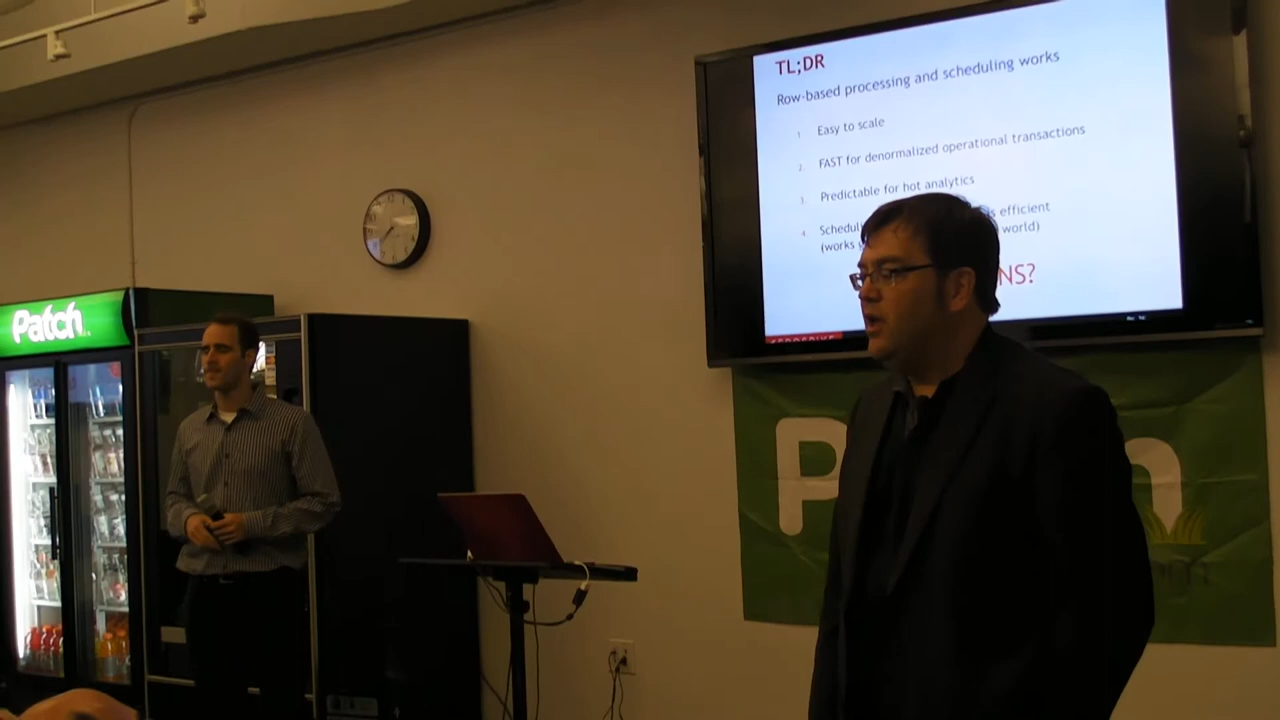 TL;DR
Row-based processing and scheduling works
1. Easy to scale
2. FAST for denormalized operational transactions
3. Predictable for hot analytics
4. efficient
(works world)
NS?
Patch
P h